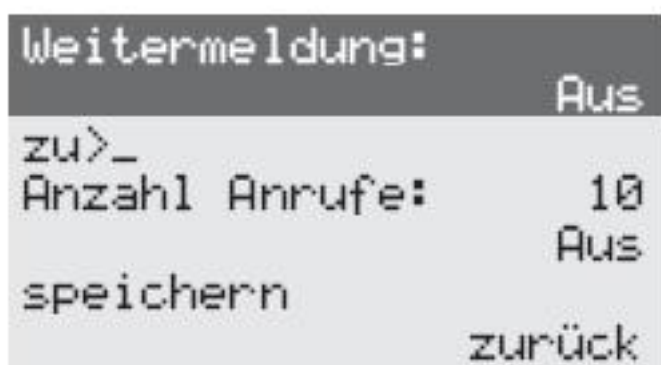 Weitermeldung:
Aus
zu>_
Anzahl Anrufe: 10
Aus
speichern
zurück